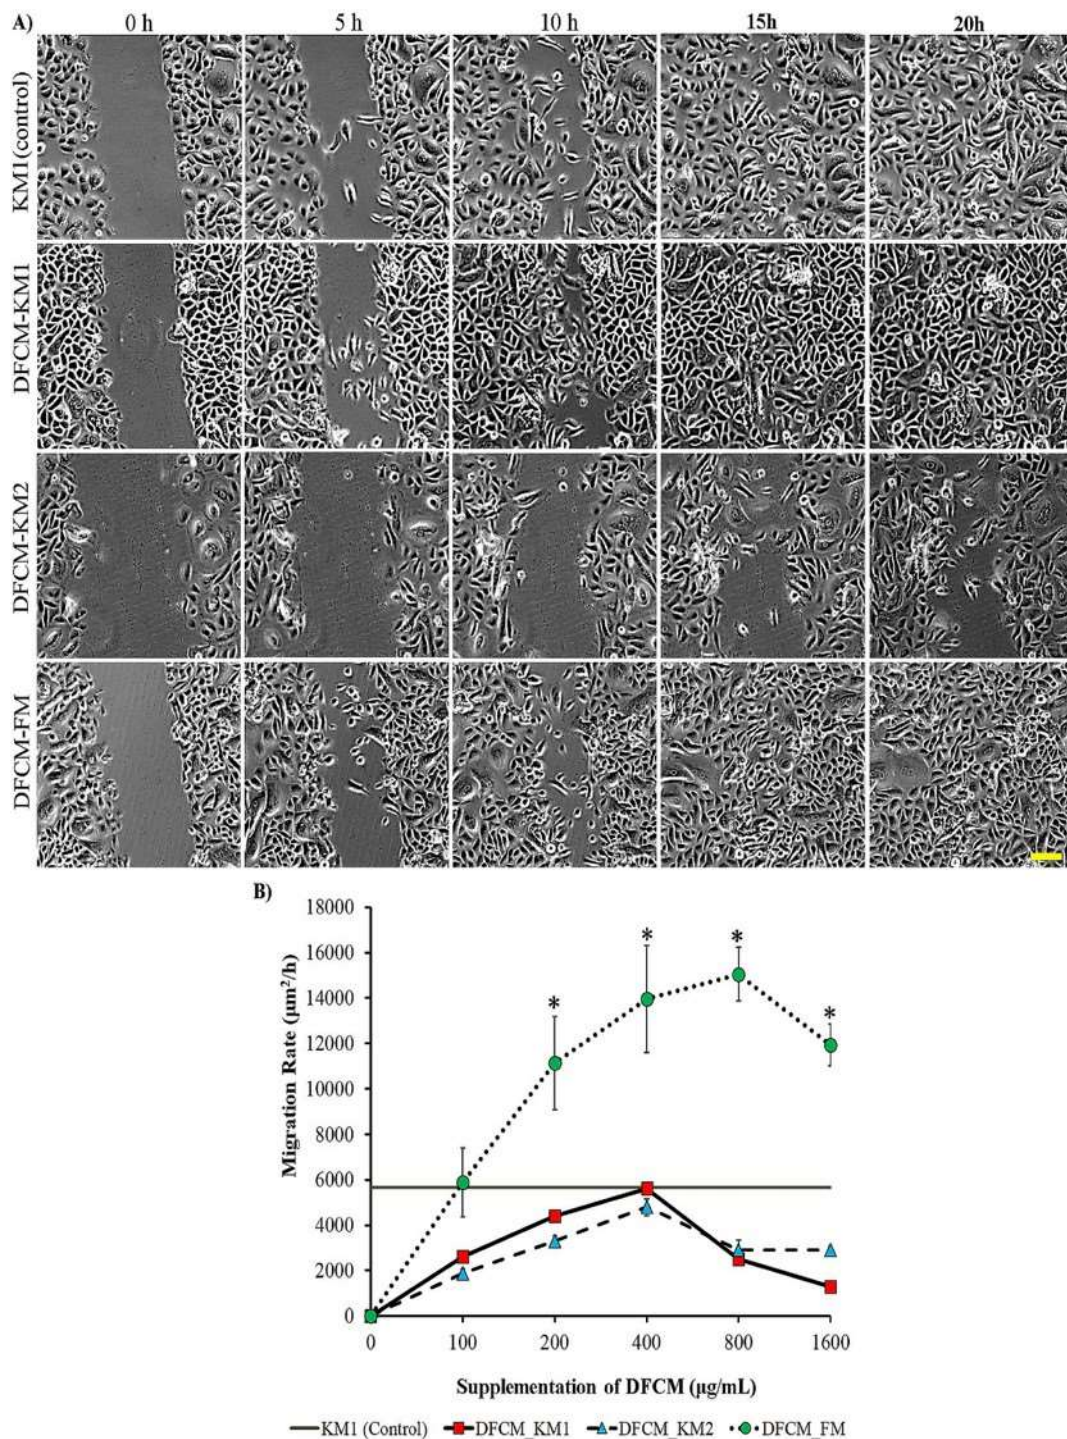 A) 0 h 5 h 10 h 15h 20h
KM1(control)
DFCM-KM1
DFCM-KM2
DFCM-FM
B)
18000
16000
14000
12000
10000
8000
6000
4000
2000
0
Migration Rate (µm²/h)
* * * *
0 100 200 400 800 1600
Supplementation of DFCM (µg/mL)
KM1 (Control) DFCM_KM1 DFCM_KM2 DFCM_FM